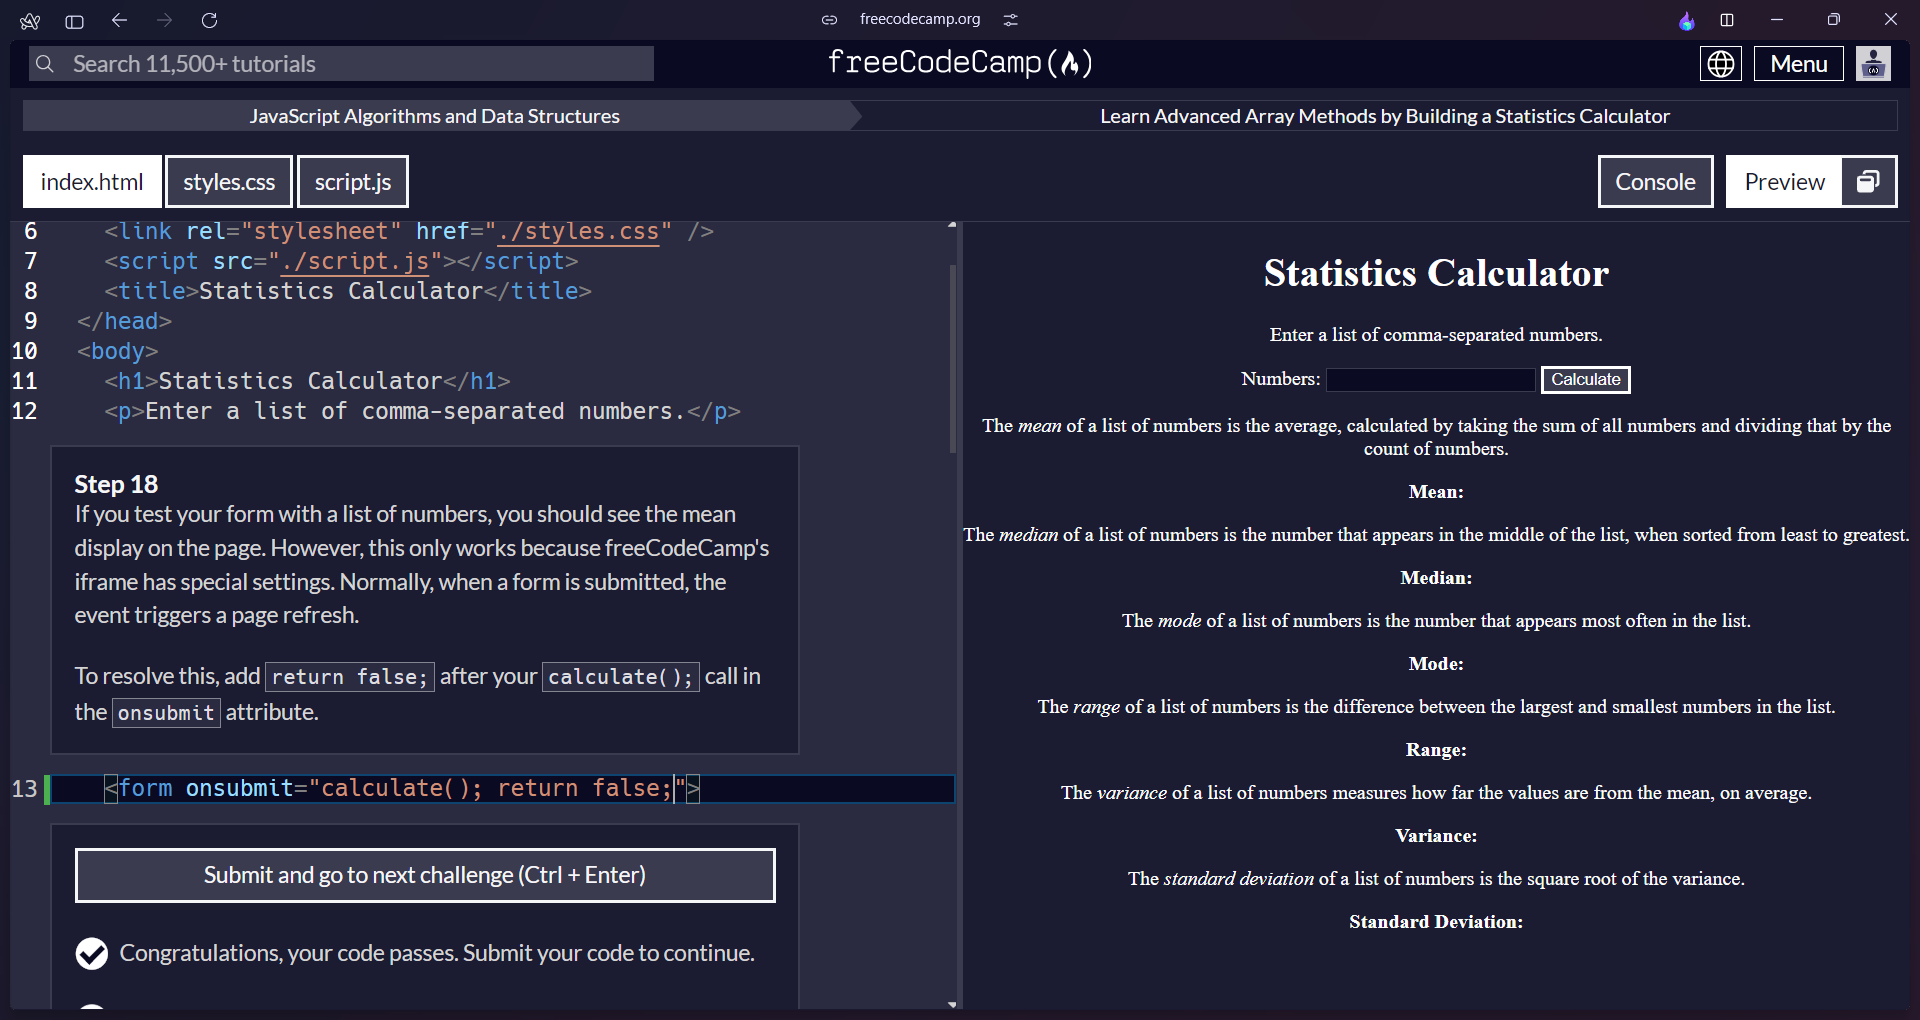 freecodecamp.org
Search 11,500+ tutorials
freeCodeCamp(🔥)
Menu
JavaScript Algorithms and Data Structures
Learn Advanced Array Methods by Building a Statistics Calculator
index.html
styles.css
script.js
Console
Preview
6 <link rel="stylesheet" href="./styles.css" />
7 <script src="./script.js"></script>
8 <title>Statistics Calculator</title>
9 </head>
10 <body>
11 <h1>Statistics Calculator</h1>
12 <p>Enter a list of comma-separated numbers.</p>
Step 18
If you test your form with a list of numbers, you should see the mean
display on the page. However, this only works because freeCodeCamp's
iframe has special settings. Normally, when a form is submitted, the
event triggers a page refresh.
To resolve this, add return false; after your calculate(); call in
the onsubmit attribute.
13 <form onsubmit="calculate(); return false;">
Submit and go to next challenge (Ctrl + Enter)
Congratulations, your code passes. Submit your code to continue.
Statistics Calculator
Enter a list of comma-separated numbers.
Numbers:
Calculate
The mean of a list of numbers is the average, calculated by taking the sum of all numbers and dividing that by the
count of numbers.
Mean:
The median of a list of numbers is the number that appears in the middle of the list, when sorted from least to greatest.
Median:
The mode of a list of numbers is the number that appears most often in the list.
Mode:
The range of a list of numbers is the difference between the largest and smallest numbers in the list.
Range:
The variance of a list of numbers measures how far the values are from the mean, on average.
Variance:
The standard deviation of a list of numbers is the square root of the variance.
Standard Deviation: